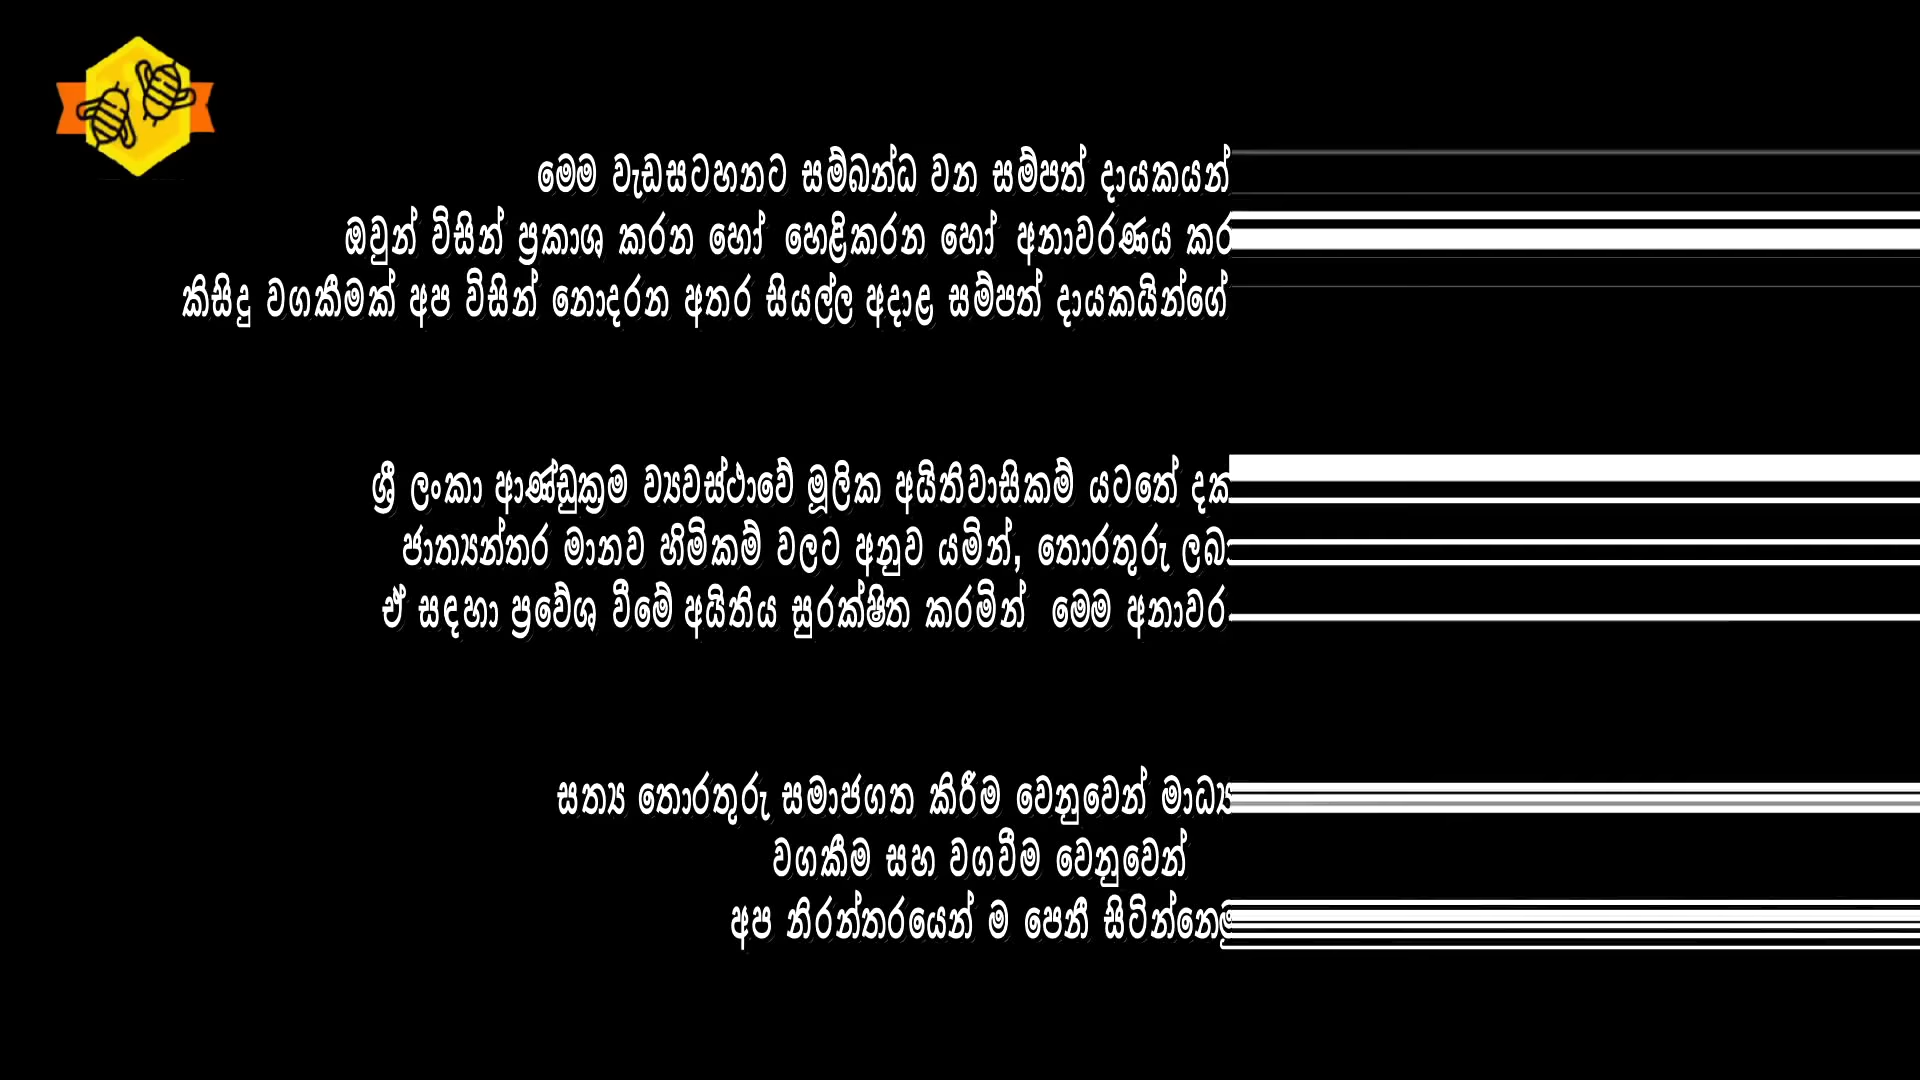 මෙම වැඩසටහනට සම්බන්ධ වන සම්පත් දායකයන්
ඔවුන් විසින් ප්‍රකාශ කරන හෝ හෙළිකරන හෝ අනාවරණය කර
කිසිදු වගකීමක් අප විසින් නොදරන අතර සියල්ල අදාළ සම්පත් දායකයින්ගේ
ශ්‍රී ලංකා ආණ්ඩුක්‍රම ව්‍යවස්ථාවේ මූලික අයිතිවාසිකම් යටතේ
ජාත්‍යන්තර මානව හිමිකම් වලට අනුව යමින්, තොරතුරු
ඒ සඳහා ප්‍රවේශ වීමේ අයිතිය සුරක්ෂිත කරමින් මෙම
සත්‍ය තොරතුරු සමාජගත කිරීම වෙනුවෙන්
වගකීම සහ වගවීම වෙනුවෙන්
අප නිරන්තරයෙන් ම පෙනී සිටින්නෙමු